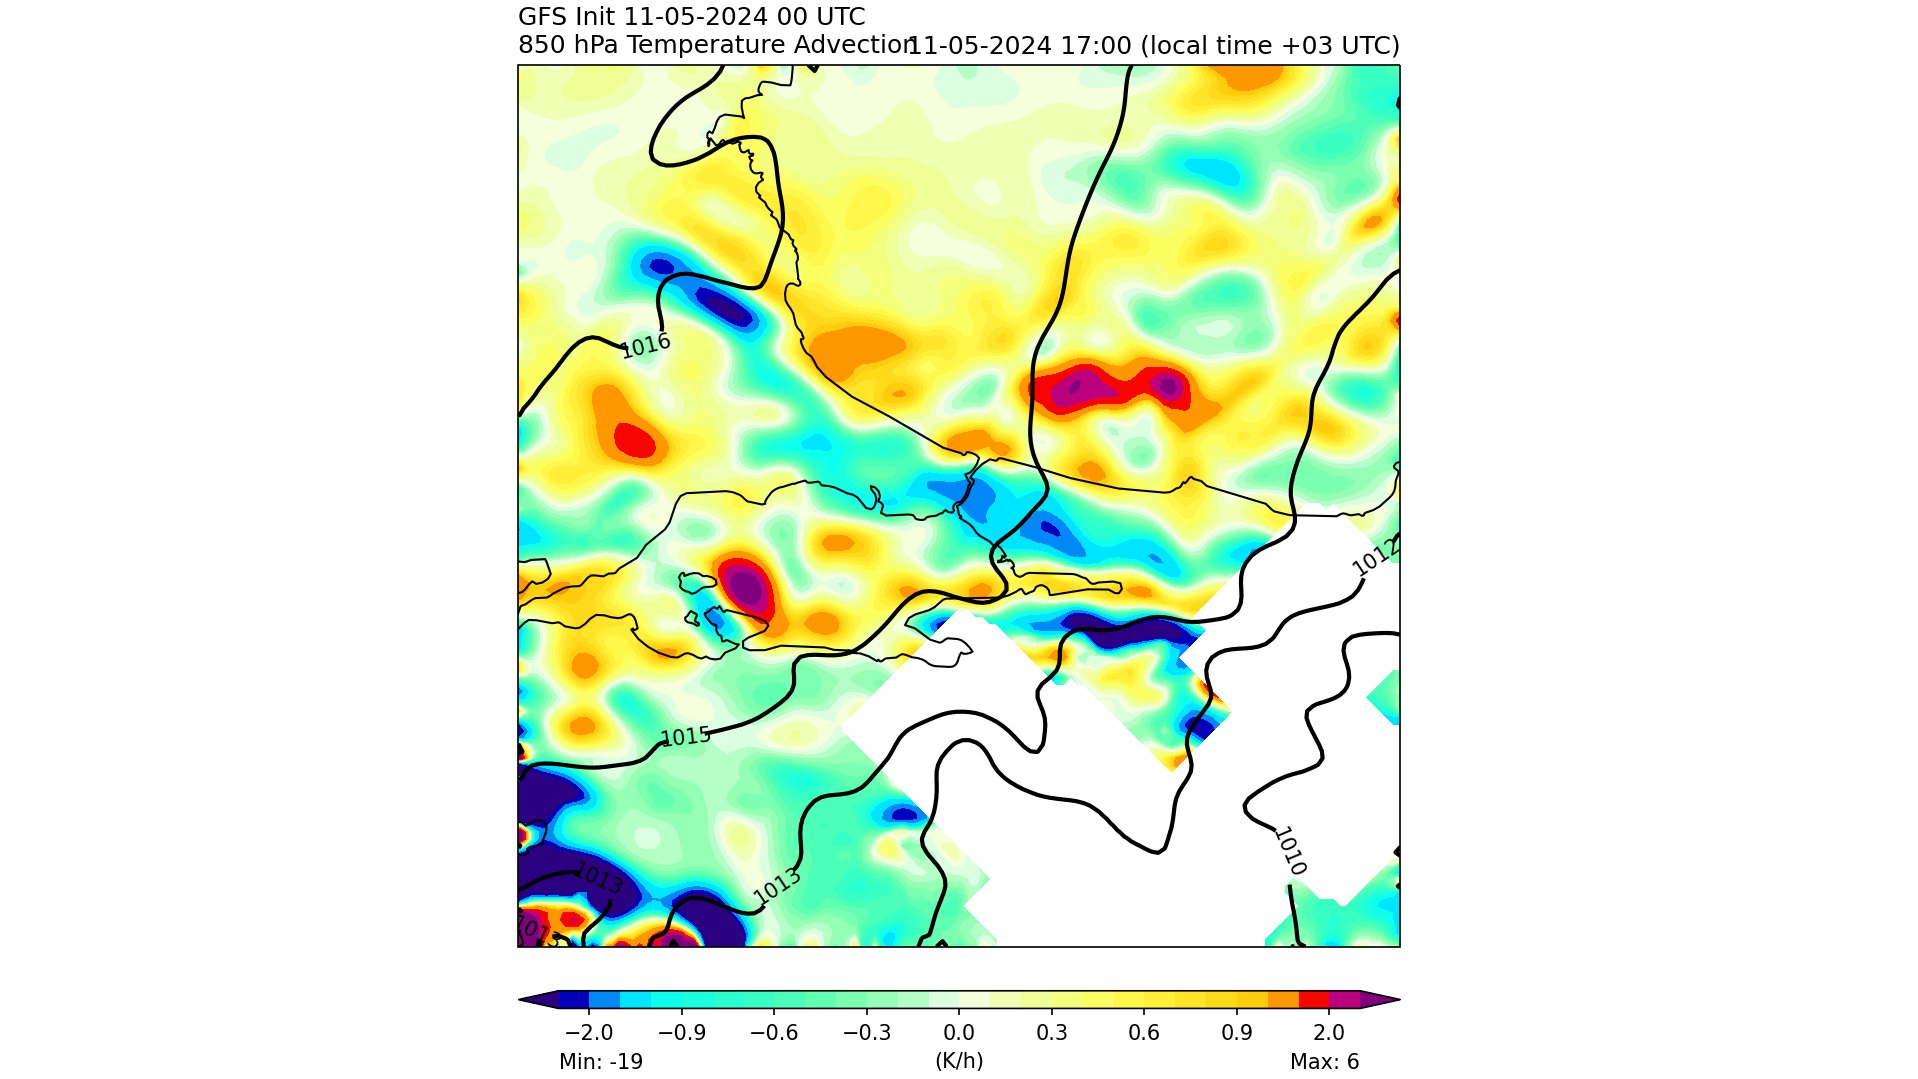 GFS Init 11-05-2024 00 UTC
850 hPa Temperature Advection
11-05-2024 17:00 (local time +03 UTC)
1016
1012
1015
1010
1013
1013
1013
−2.0 −0.9 −0.6 −0.3 0.0 0.3 0.6 0.9 2.0
Min: -19 (K/h) Max: 6